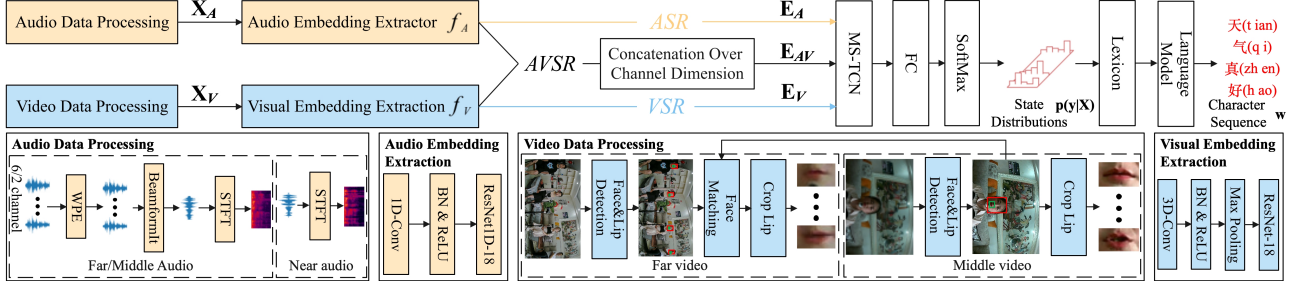 Audio Data Processing
X_A
Audio Embedding Extractor f_A
ASR
E_A
Video Data Processing
X_V
Visual Embedding Extraction f_V
AVSR
Concatenation Over
Channel Dimension
E_AV
VSR
E_V
MS-TCN
FC
SoftMax
State
Distributions
p(y|X)
Lexicon
Language
Model
天(t ian)
气(q i)
真(zh en)
好(h ao)
Character
Sequence
w
Audio Data Processing
6/2 channel
WPE
BeamformIt
STFT
Far/Middle Audio
STFT
Near audio
Audio Embedding
Extraction
1D-Conv
BN & ReLU
ResNet1D-18
Video Data Processing
Face&Lip
Detection
Face
Matching
Crop Lip
Far video
Face&Lip
Detection
Crop Lip
Middle video
Visual Embedding
Extraction
3D-Conv
BN & ReLU
Max Pooling
ResNet-18